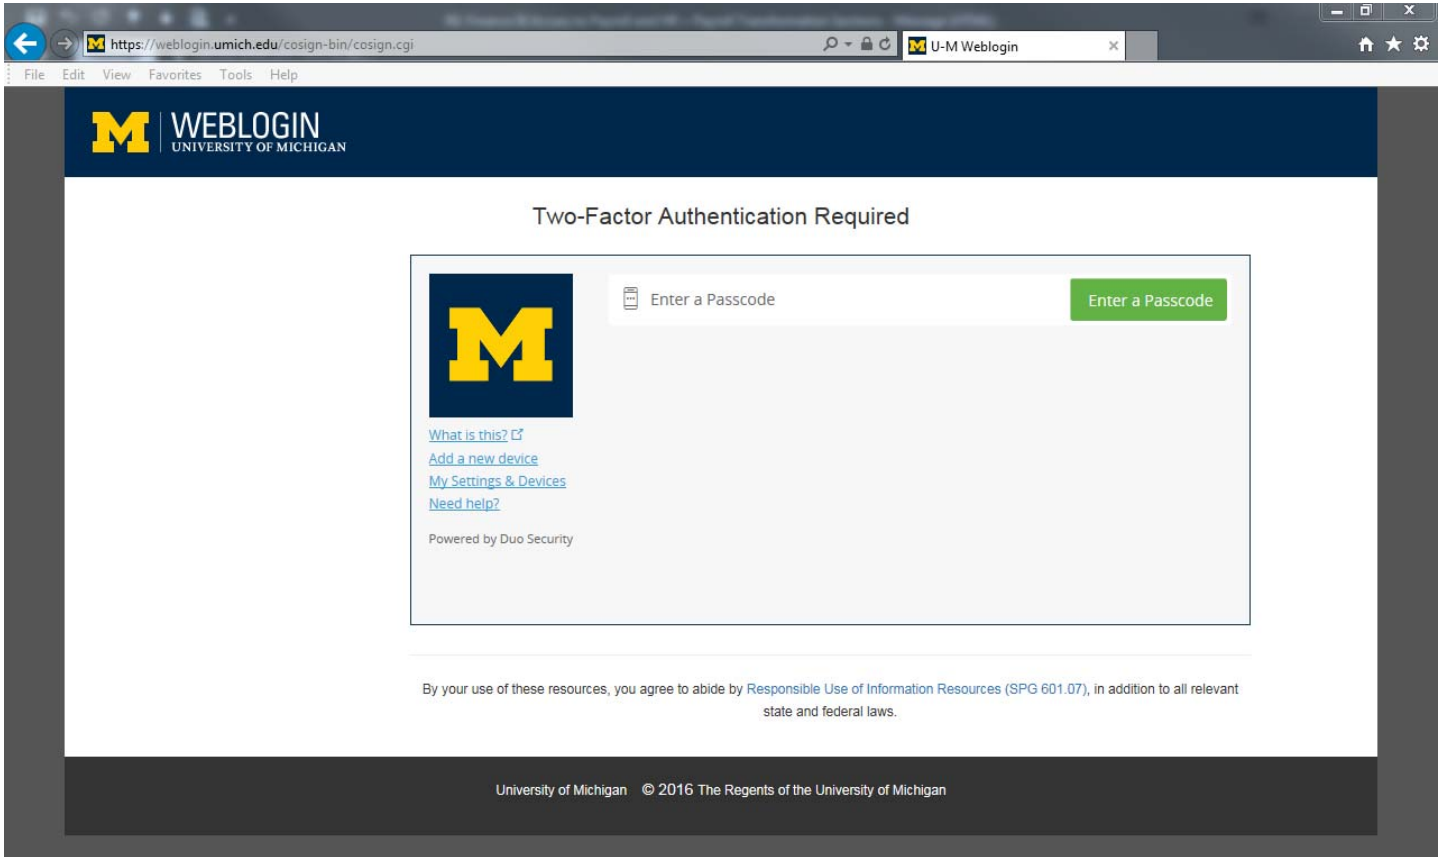 https://weblogin.umich.edu/cosign-bin/cosign.cgi
U-M Weblogin
File Edit View Favorites Tools Help
M WEBLOGIN
UNIVERSITY OF MICHIGAN
Two-Factor Authentication Required
M
Enter a Passcode
Enter a Passcode
What is this?
Add a new device
My Settings & Devices
Need help?
Powered by Duo Security
By your use of these resources, you agree to abide by Responsible Use of Information Resources (SPG 601.07), in addition to all relevant
state and federal laws.
University of Michigan © 2016 The Regents of the University of Michigan